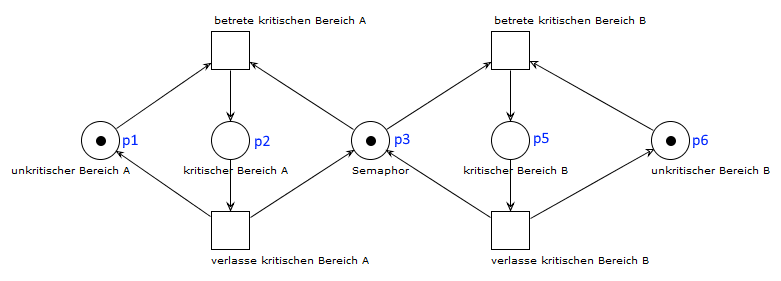 betrete kritischen Bereich A
betrete kritischen Bereich B
p1
p2
p3
p5
p6
unkritischer Bereich A
kritischer Bereich A
Semaphor
kritischer Bereich B
unkritischer Bereich B
verlasse kritischen Bereich A
verlasse kritischen Bereich B